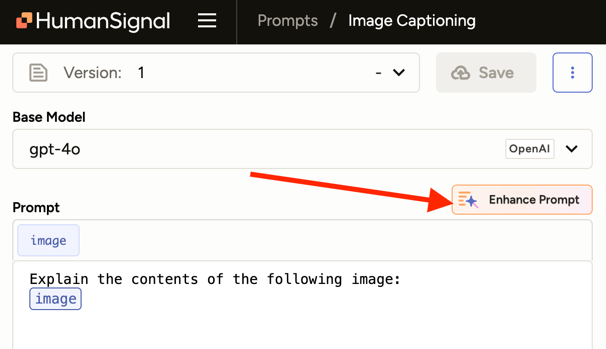 HumanSignal Prompts / Image Captioning
Version: 1 - Save
Base Model
gpt-4o OpenAI
Enhance Prompt
Prompt
image
Explain the contents of the following image:
image